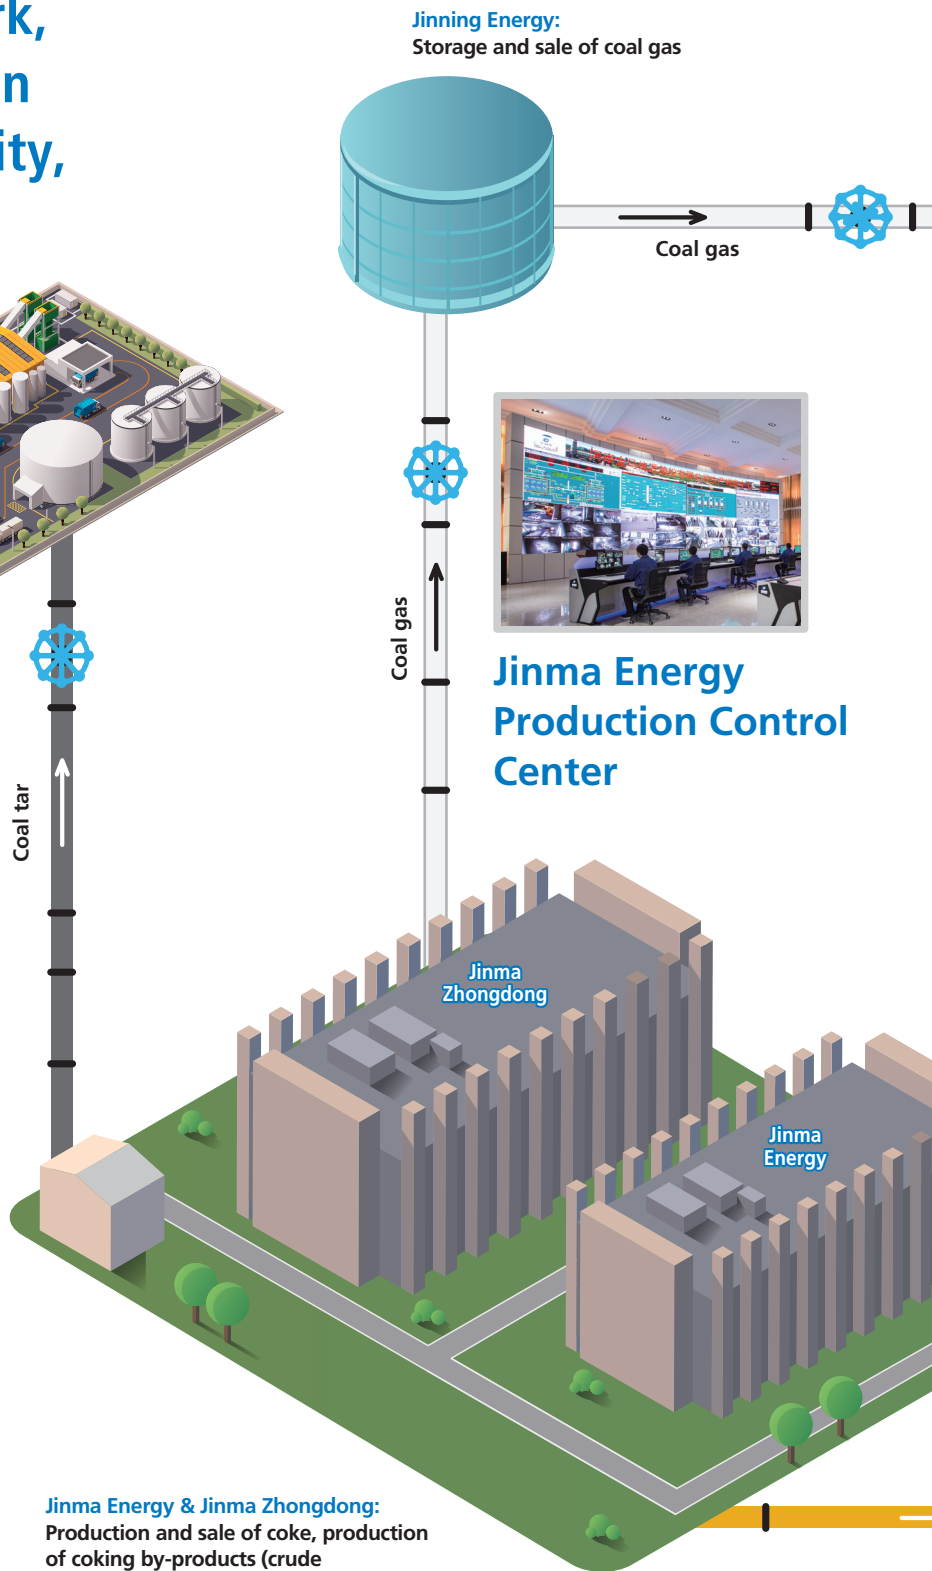 rk,
n
ity,
Jinning Energy:
Storage and sale of coal gas
Coal gas
Coal gas
Jinma Energy
Production Control
Center
Coal tar
Jinma
Zhongdong
Jinma
Energy
Jinma Energy & Jinma Zhongdong:
Production and sale of coke, production
of coking by-products (crude